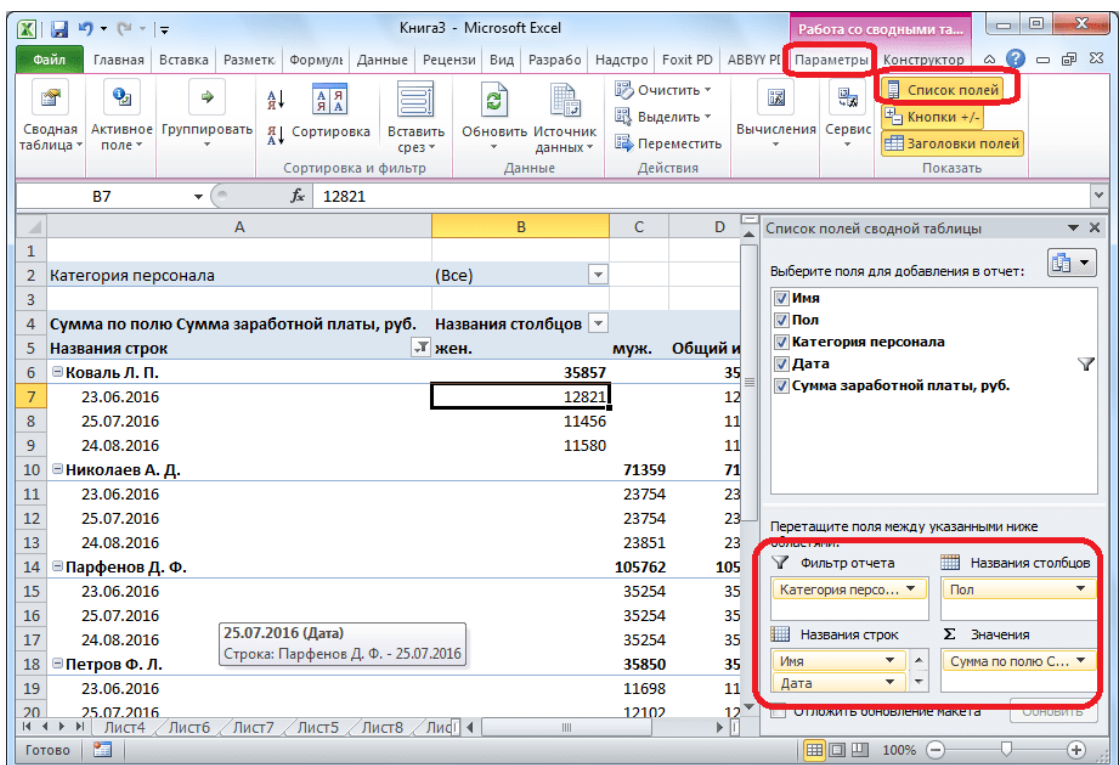 Книга3 - Microsoft Excel
Работа со сводными та...
Файл Главная Вставка Разметк Формулы Данные Рецензи Вид Разрабо Надстро Foxit PD ABBYY PD Параметры Конструктор
Сводная таблица
Активное поле
Группировать
Сортировка
Вставить срез
Обновить
Источник данных
Очистить
Выделить
Переместить
Вычисления
Сервис
Список полей
Кнопки +/-
Заголовки полей
Сортировка и фильтр
Данные
Действия
Показать
B7 fx 12821
A B C D
1
2 Категория персонала (Все)
3
4 Сумма по полю Сумма заработной платы, руб. Названия столбцов
5 Названия строк жен. муж. Общий и
6 Коваль Л. П. 35857 35
7 23.06.2016 12821 12
8 25.07.2016 11456 11
9 24.08.2016 11580 11
10 Николаев А. Д. 71359 71
11 23.06.2016 23754 23
12 25.07.2016 23754 23
13 24.08.2016 23851 23
14 Парфенов Д. Ф. 105762 105
15 23.06.2016 35254 35
16 25.07.2016 35254 35
17 24.08.2016 35254 35
18 Петров Ф. Л. 35850 35
19 23.06.2016 11698 11
20 25.07.2016 12102 12
25.07.2016 (Дата)
Строка: Парфенов Д. Ф. - 25.07.2016
Список полей сводной таблицы
Выберите поля для добавления в отчет:
Имя
Пол
Категория персонала
Дата
Сумма заработной платы, руб.
Перетащите поля между указанными ниже
областями:
Фильтр отчета
Названия столбцов
Категория персо...
Пол
Названия строк
Σ Значения
Имя
Сумма по полю С...
Дата
Отложить обновление макета
Обновить
Лист4 Лист6 Лист7 Лист5 Лист8 Лис
Готово
100%